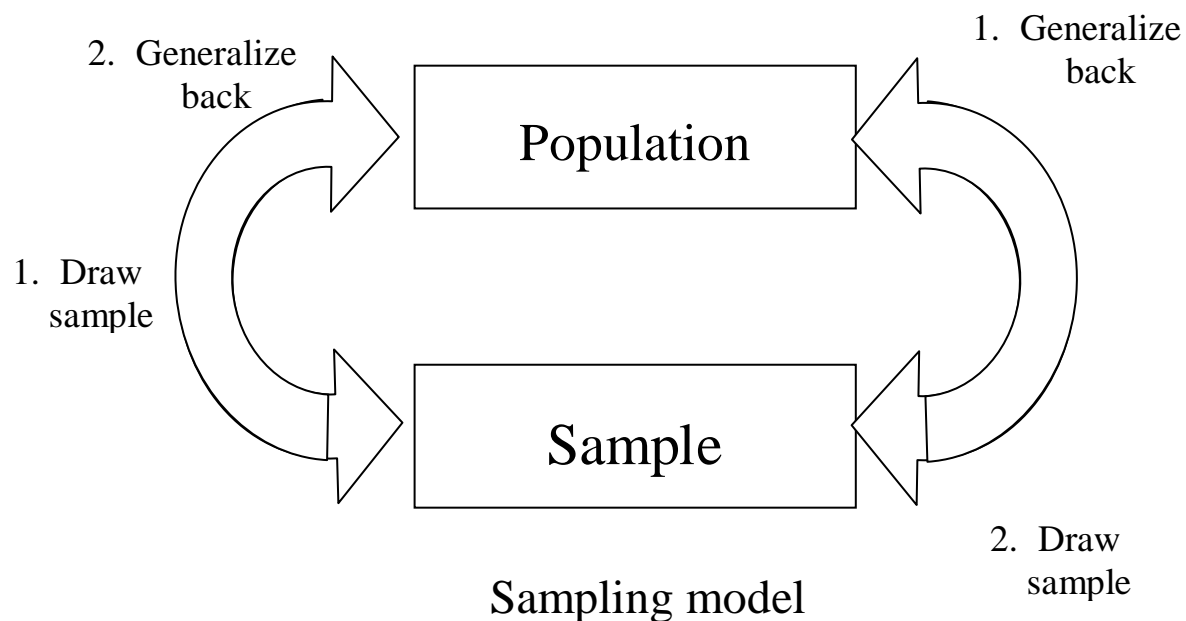 2. Generalize
back
1. Generalize
back
Population
1. Draw
sample
Sample
2. Draw
sample
Sampling model